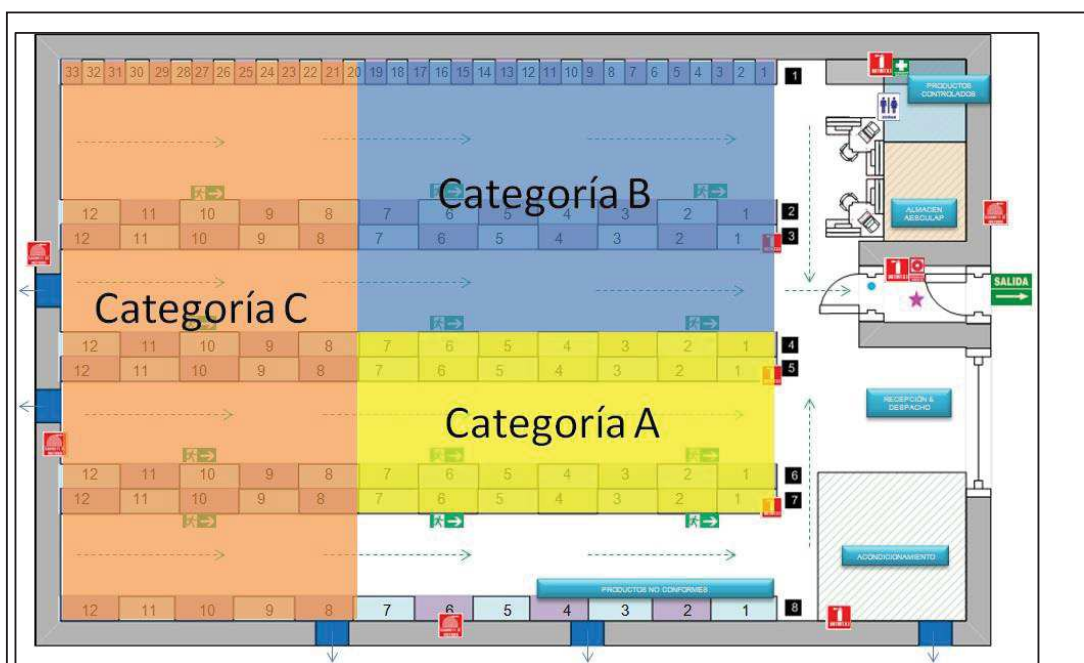 33 32 31 30 29 28 27 26 25 24 23 22 21 20 19 18 17 16 15 14 13 12 11 10 9 8 7 6 5 4 3 2 1
1
PRODUCTOS
CONTROLADOS
Categoría B
12 11 10 9 8 7 6 5 4 3 2 1
2
ALMACEN
AESCULAP
12 11 10 9 8 7 6 5 4 3 2 1
3
SALIDA
Categoría C
12 11 10 9 8 7 6 5 4 3 2 1
4
12 11 10 9 8 7 6 5 4 3 2 1
5
RECEPCIÓN &
DESPACHO
Categoría A
12 11 10 9 8 7 6 5 4 3 2 1
6
12 11 10 9 8 7 6 5 4 3 2 1
7
ACONDICIONAMIENTO
PRODUCTOS NO CONFORMES
12 11 10 9 8 7 6 5 4 3 2 1
8